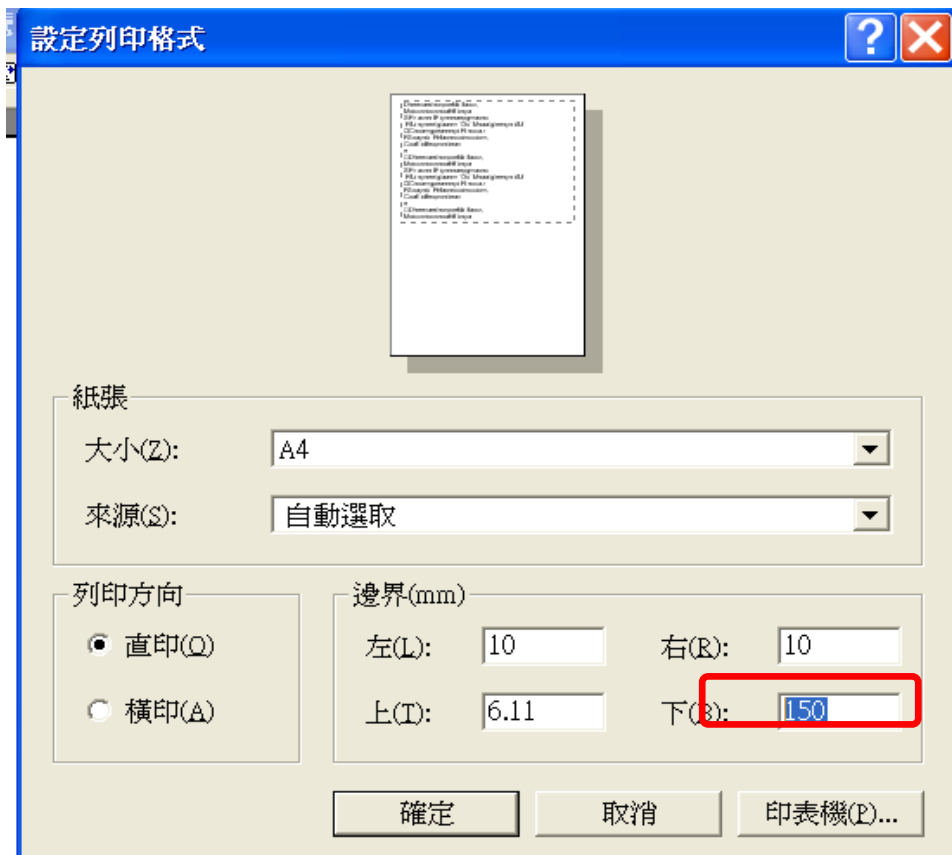 設定列印格式
紙張
大小(Z): A4
來源(S): 自動選取
列印方向
直印(O)
橫印(A)
邊界(mm)
左(L): 10 右(R): 10
上(T): 6.11 下(B): 150
確定 取消 印表機(P)...